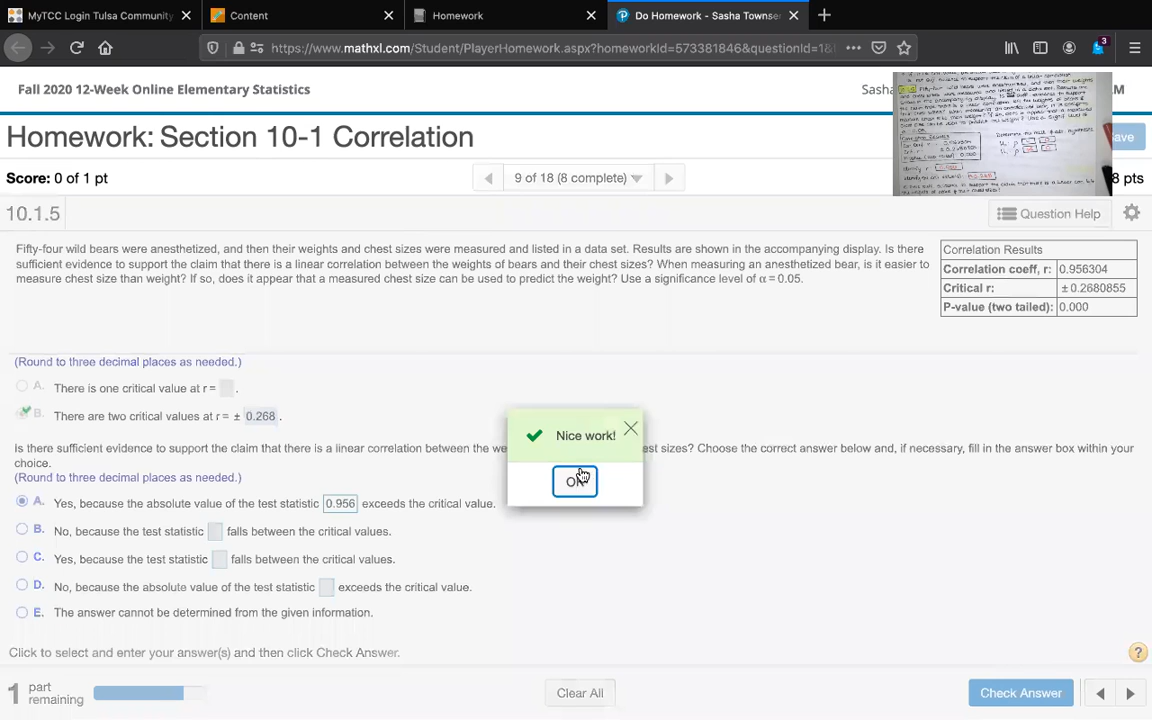 MyTCC Login Tulsa Community
Content
Homework
Do Homework - Sasha Townsen
https://www.mathxl.com/Student/PlayerHomework.aspx?homeworkId=573381846&questionId=1&
3
Fall 2020 12-Week Online Elementary Statistics
Sasha
AM
Homework: Section 10-1 Correlation
Save
Score: 0 of 1 pt
9 of 18 (8 complete)
8 pts
10.1.5
Question Help
Fifty-four wild bears were anesthetized, and then their weights and chest sizes were measured and listed in a data set. Results are shown in the accompanying display. Is there
sufficient evidence to support the claim that there is a linear correlation between the weights of bears and their chest sizes? When measuring an anesthetized bear, is it easier to
measure chest size than weight? If so, does it appear that a measured chest size can be used to predict the weight? Use a significance level of α = 0.05.
Correlation Results
Correlation coeff, r: 0.956304
Critical r: ±0.2680855
P-value (two tailed): 0.000
(Round to three decimal places as needed.)
A. There is one critical value at r = .
B. There are two critical values at r = ± 0.268 .
Is there sufficient evidence to support the claim that there is a linear correlation between the we est sizes? Choose the correct answer below and, if necessary, fill in the answer box within your
choice.
(Round to three decimal places as needed.)
A. Yes, because the absolute value of the test statistic 0.956 exceeds the critical value.
B. No, because the test statistic falls between the critical values.
C. Yes, because the test statistic falls between the critical values.
D. No, because the absolute value of the test statistic exceeds the critical value.
E. The answer cannot be determined from the given information.
Nice work!
OK
Click to select and enter your answer(s) and then click Check Answer.
?
1 part
remaining
Clear All
Check Answer